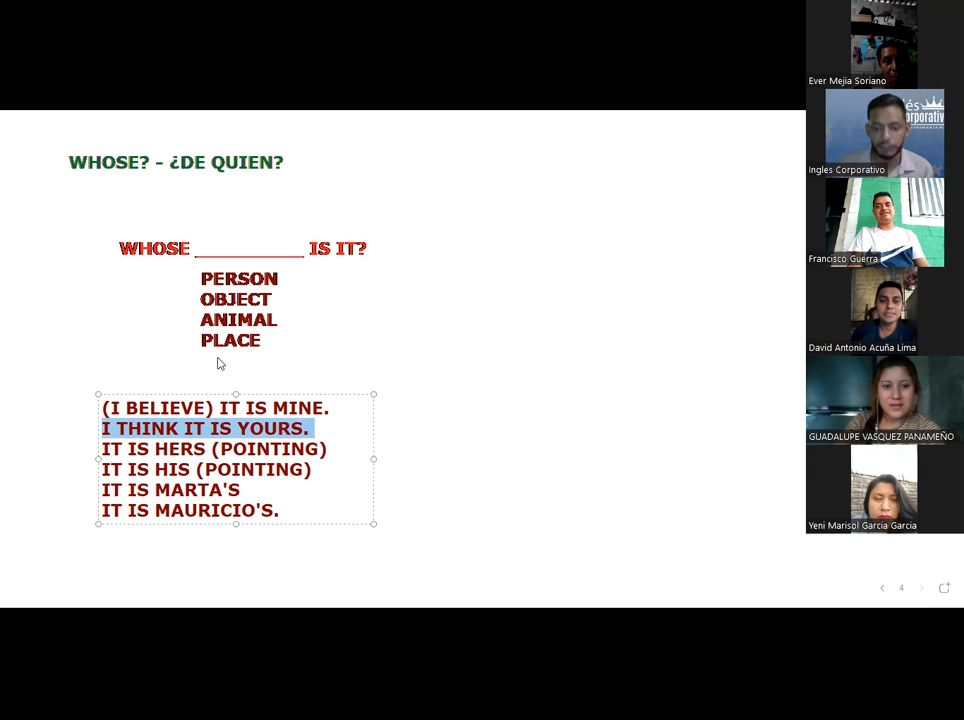 WHOSE? - ¿DE QUIEN?
WHOSE __________ IS IT?
PERSON
OBJECT
ANIMAL
PLACE
(I BELIEVE) IT IS MINE.
I THINK IT IS YOURS.
IT IS HERS (POINTING)
IT IS HIS (POINTING)
IT IS MARTA'S
IT IS MAURICIO'S.
4
Ever Mejia Soriano
Ingles Corporativo
Francisco Guerra
David Antonio Acuña Lima
GUADALUPE VASQUEZ PANAMEÑO
Yeni Marisol Garcia Garcia